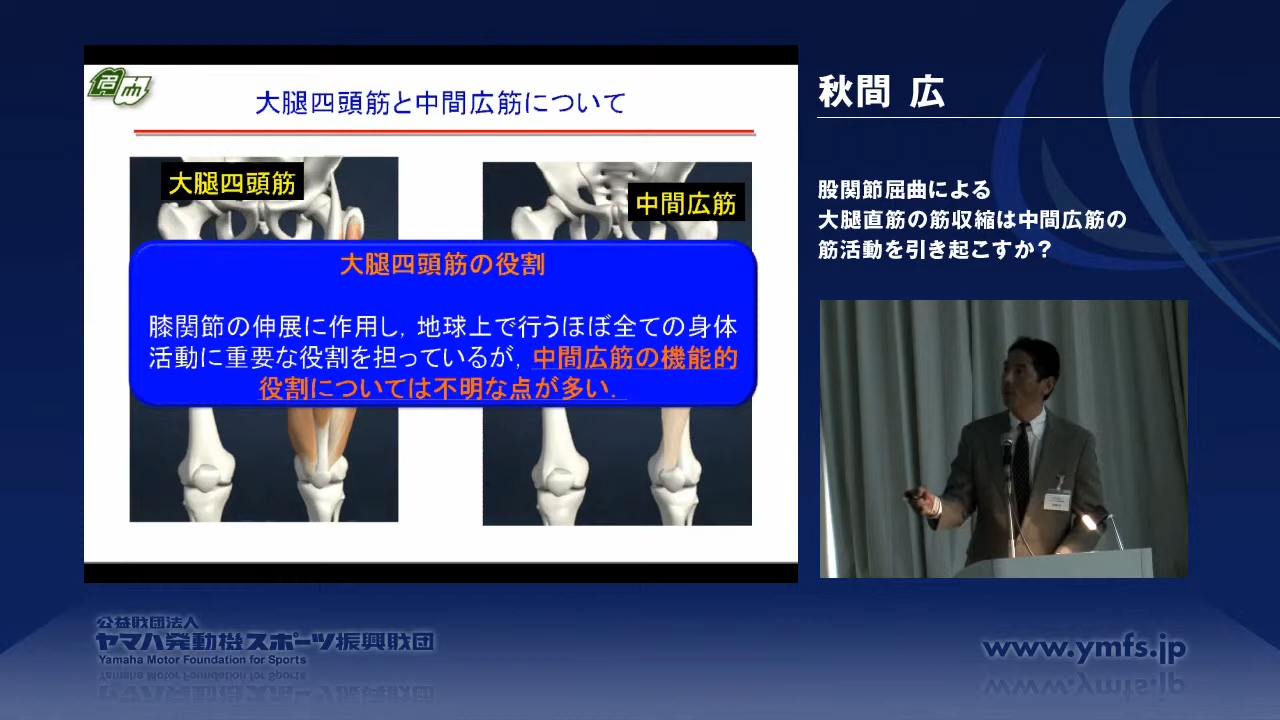 大腿四頭筋と中間広筋について
大腿四頭筋
中間広筋
大腿四頭筋の役割
膝関節の伸展に作用し，地球上で行うほぼ全ての身体
活動に重要な役割を担っているが，中間広筋の機能的
役割については不明な点が多い．
秋間 広
股関節屈曲による
大腿直筋の筋収縮は中間広筋の
筋活動を引き起こすか?
公益財団法人
ヤマハ発動機スポーツ振興財団
Yamaha Motor Foundation for Sports
www.ymfs.jp